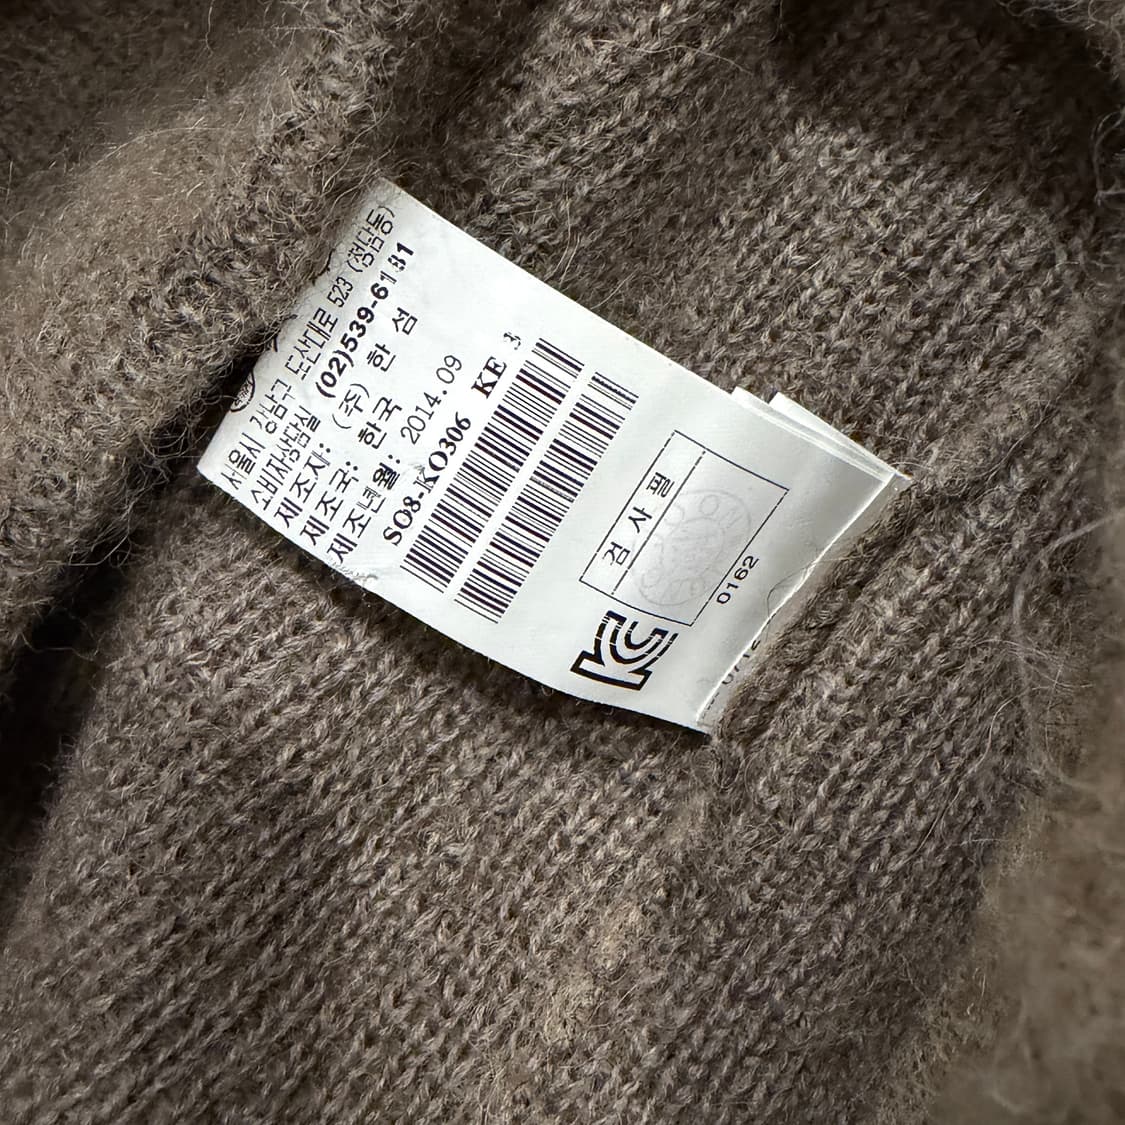 서울시 강남구 도산대로 523 (청담동)
소비자상담실 (02)539-6181
제조자: (주) 한 섬
제조국: 한국
제조년월: 2014.09
SO8-KO306 KE
검 사 필
0162
KC